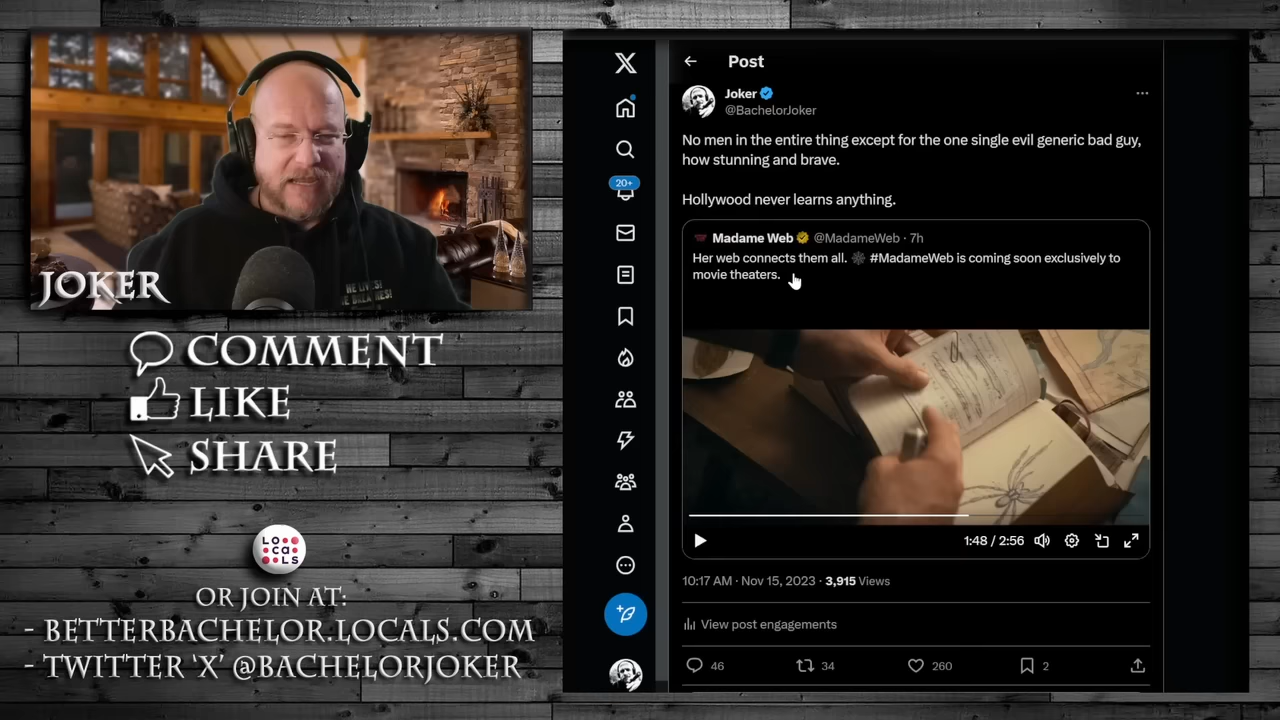 JOKER
COMMENT
LIKE
SHARE
LOCALS
OR JOIN AT:
- BETTERBACHELOR.LOCALS.COM
- TWITTER 'X' @BACHELORJOKER
20+
Post
Joker
@BachelorJoker
No men in the entire thing except for the one single evil generic bad guy,
how stunning and brave.
Hollywood never learns anything.
Madame Web @MadameWeb · 7h
Her web connects them all. 🕸 #MadameWeb is coming soon exclusively to
movie theaters.
1:48 / 2:56
10:17 AM · Nov 15, 2023 · 3,915 Views
View post engagements
46 34 260 2